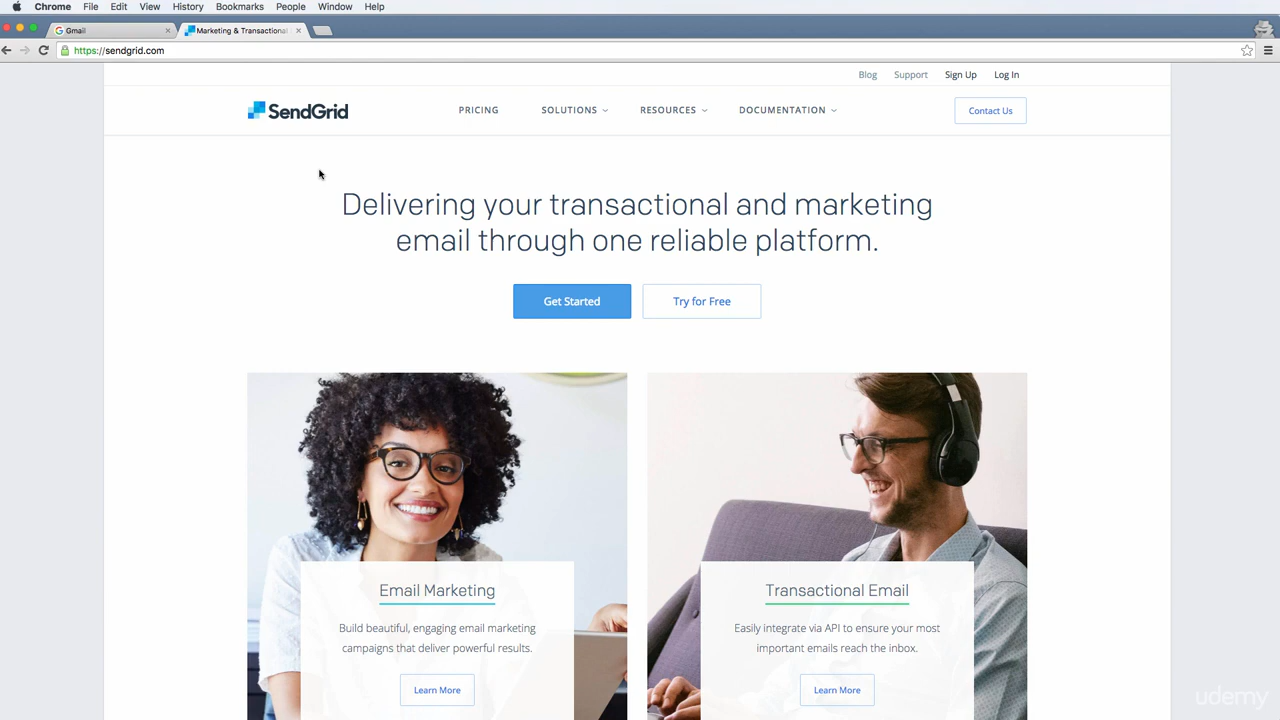 Chrome File Edit View History Bookmarks People Window Help
Gmail
Marketing & Transactional
https://sendgrid.com
Blog Support Sign Up Log In
SendGrid
PRICING SOLUTIONS RESOURCES DOCUMENTATION
Contact Us
Delivering your transactional and marketing
email through one reliable platform.
Get Started
Try for Free
Email Marketing
Build beautiful, engaging email marketing
campaigns that deliver powerful results.
Learn More
Transactional Email
Easily integrate via API to ensure your most
important emails reach the inbox.
Learn More
udemy